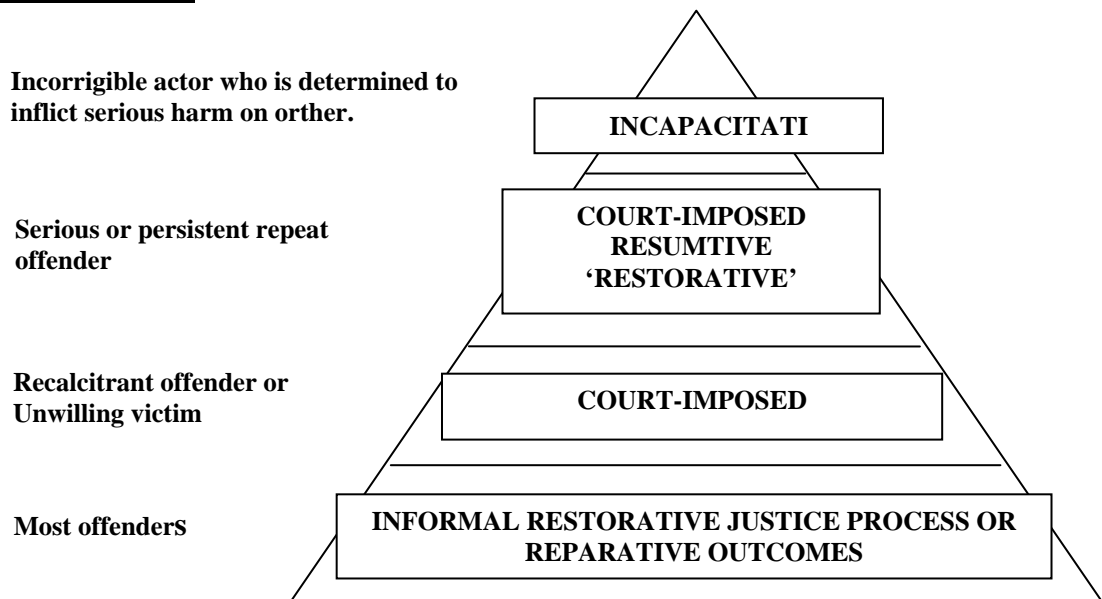 Incorrigible actor who is determined to
inflict serious harm on orther.
INCAPACITATI
Serious or persistent repeat
offender
COURT-IMPOSED
RESUMTIVE
‘RESTORATIVE’
Recalcitrant offender or
Unwilling victim
COURT-IMPOSED
Most offenders
INFORMAL RESTORATIVE JUSTICE PROCESS OR
REPARATIVE OUTCOMES